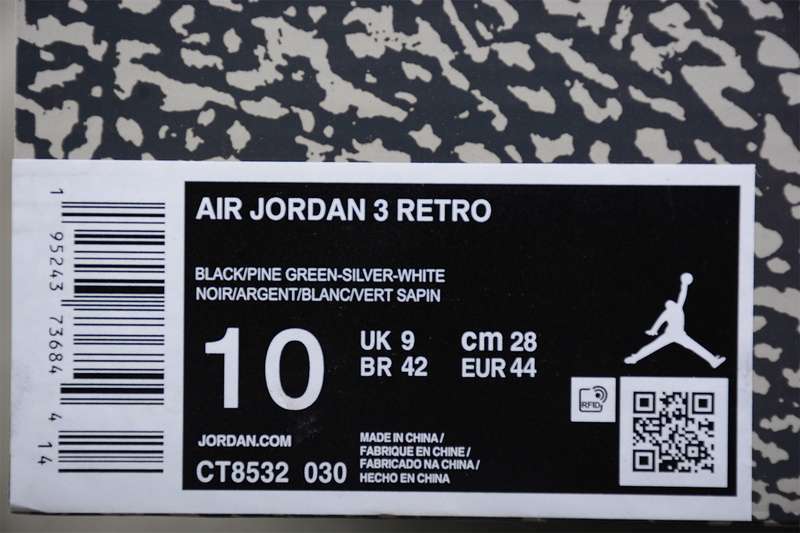 AIR JORDAN 3 RETRO
BLACK/PINE GREEN-SILVER-WHITE
NOIR/ARGENT/BLANC/VERT SAPIN
10
UK 9
cm 28
BR 42
EUR 44
JORDAN.COM
CT8532 030
MADE IN CHINA /
FABRIQUE EN CHINE /
FABRICADO NA CHINA /
HECHO EN CHINA
RFID
1 95243 73684 4 14